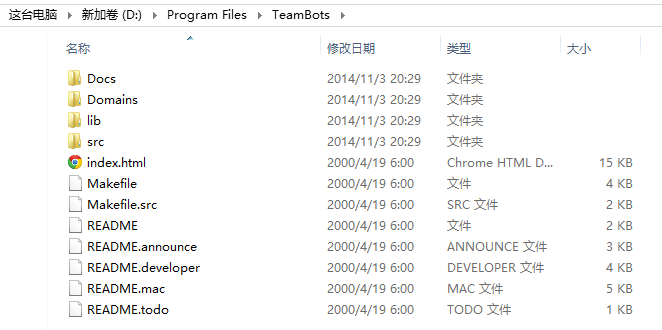 这台电脑 新加卷 (D:) Program Files TeamBots
名称 修改日期 类型 大小
Docs 2014/11/3 20:29 文件夹
Domains 2014/11/3 20:29 文件夹
lib 2014/11/3 20:29 文件夹
src 2014/11/3 20:29 文件夹
index.html 2000/4/19 6:00 Chrome HTML D... 15 KB
Makefile 2000/4/19 6:00 文件 4 KB
Makefile.src 2000/4/19 6:00 SRC 文件 2 KB
README 2000/4/19 6:00 文件 2 KB
README.announce 2000/4/19 6:00 ANNOUNCE 文件 3 KB
README.developer 2000/4/19 6:00 DEVELOPER 文件 4 KB
README.mac 2000/4/19 6:00 MAC 文件 5 KB
README.todo 2000/4/19 6:00 TODO 文件 1 KB